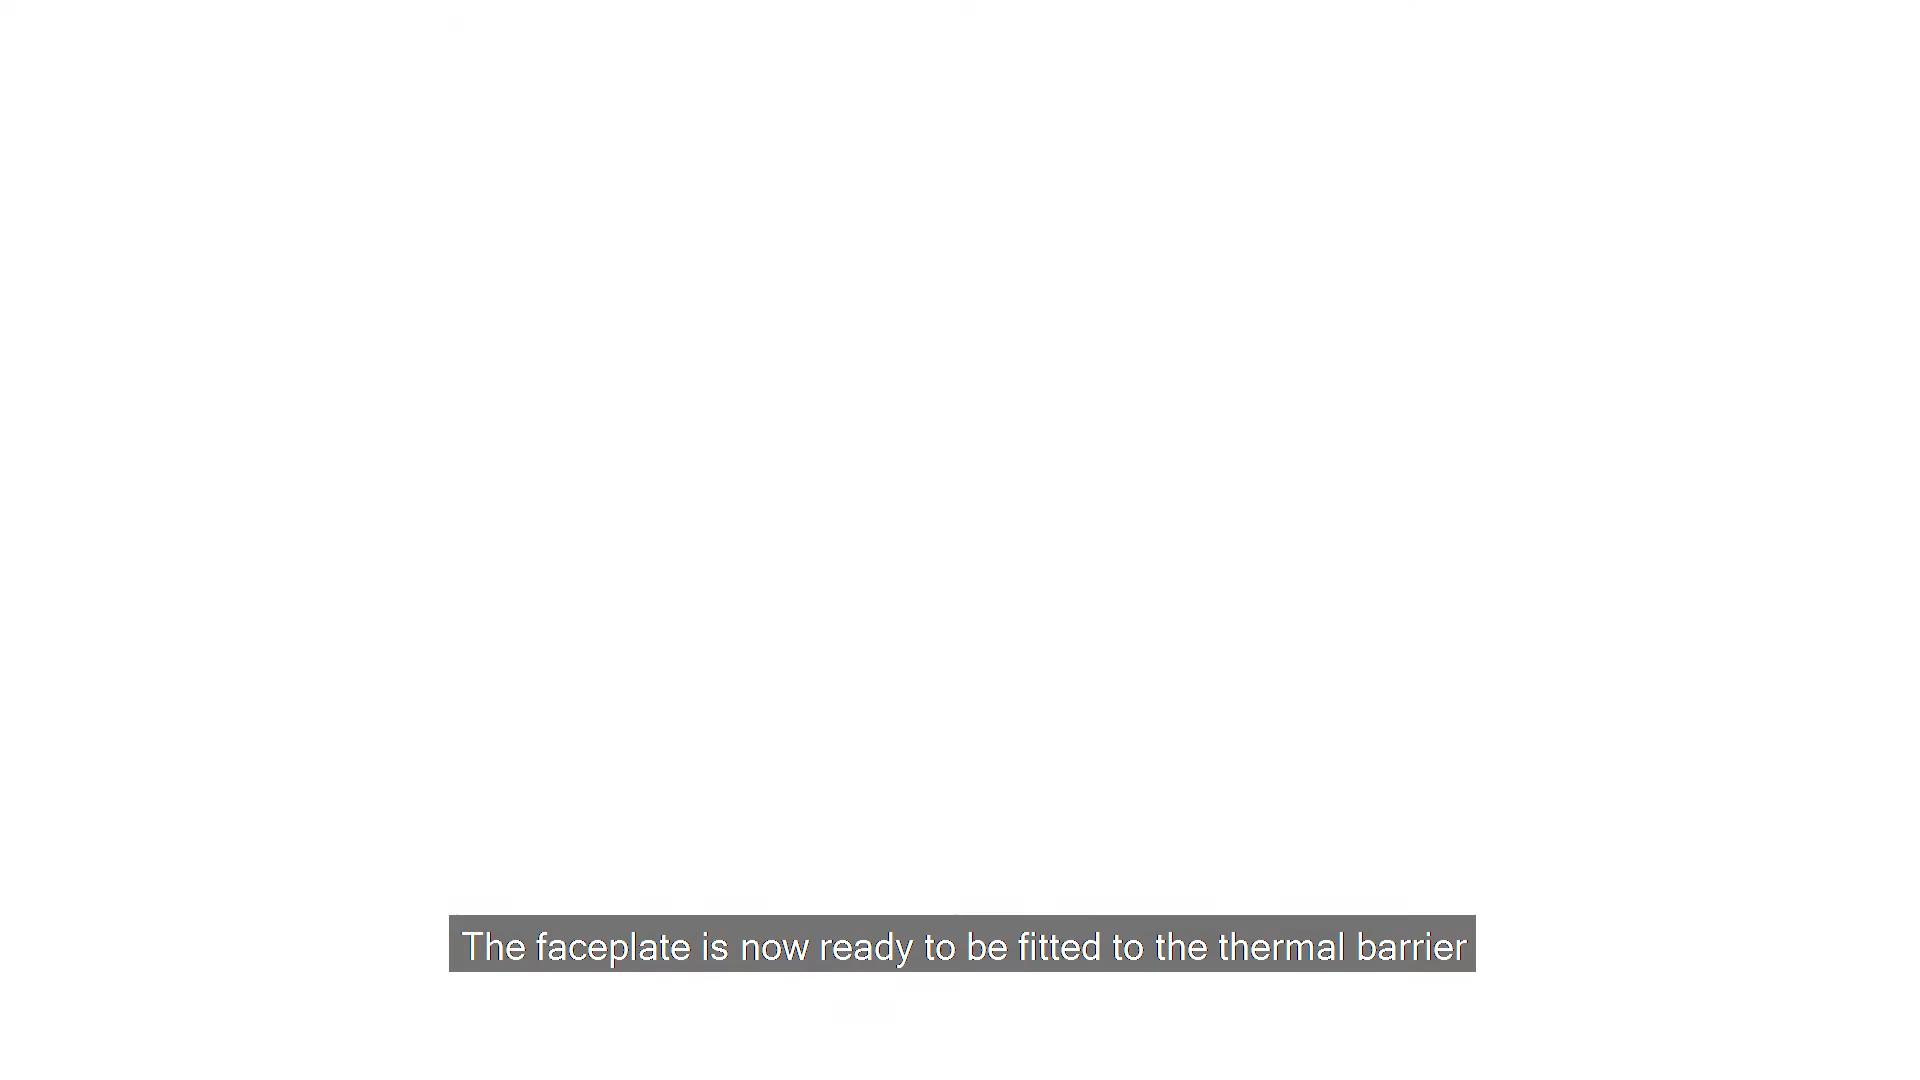 The faceplate is now ready to be fitted to the thermal barrier